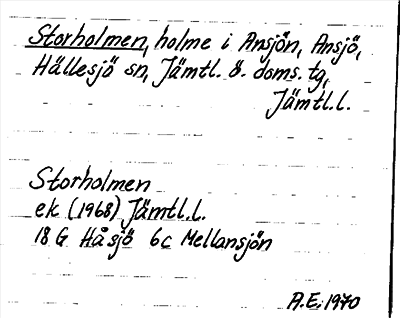 Storholmen, holme i Ansjön, Ansjö,
Hällesjö sn, Jämtl. ö. doms. tg,
Jämtl.l.
Storholmen
ek (1968) Jämtl.l.
18 G Håsjö 6c Mellansjön
A.E. 1970